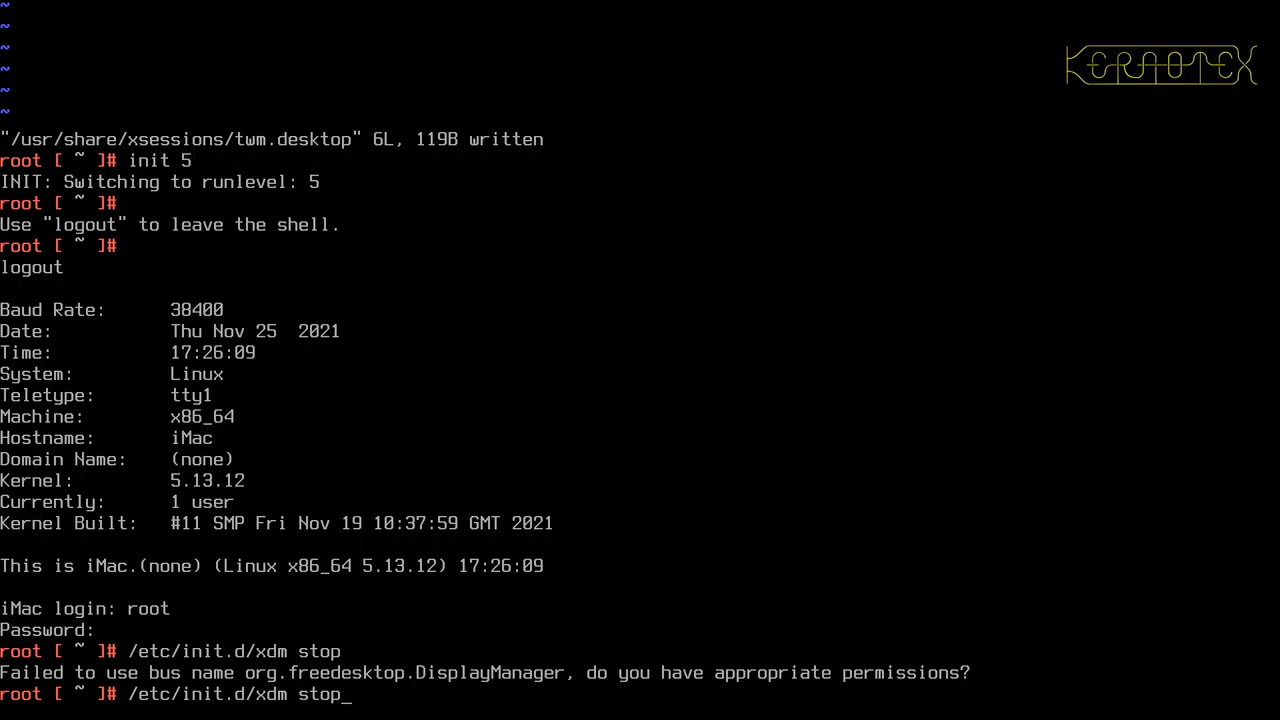 ~
~
~
~
~
~
KERNOTEX
"/usr/share/xsessions/twm.desktop" 6L, 119B written
root [ ~ ]# init 5
INIT: Switching to runlevel: 5
root [ ~ ]#
Use "logout" to leave the shell.
root [ ~ ]#
logout
Baud Rate:      38400
Date:           Thu Nov 25  2021
Time:           17:26:09
System:         Linux
Teletype:       tty1
Machine:        x86_64
Hostname:       iMac
Domain Name:    (none)
Kernel:         5.13.12
Currently:      1 user
Kernel Built:   #11 SMP Fri Nov 19 10:37:59 GMT 2021
This is iMac.(none) (Linux x86_64 5.13.12) 17:26:09
iMac login: root
Password:
root [ ~ ]# /etc/init.d/xdm stop
Failed to use bus name org.freedesktop.DisplayManager, do you have appropriate permissions?
root [ ~ ]# /etc/init.d/xdm stop_